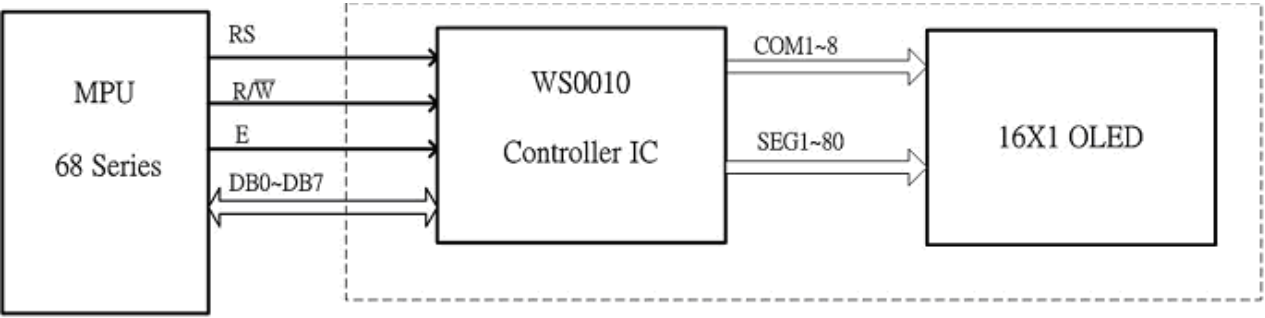 MPU
68 Series
RS
R/W̅
E
DB0~DB7
WS0010
Controller IC
COM1~8
SEG1~80
16X1 OLED